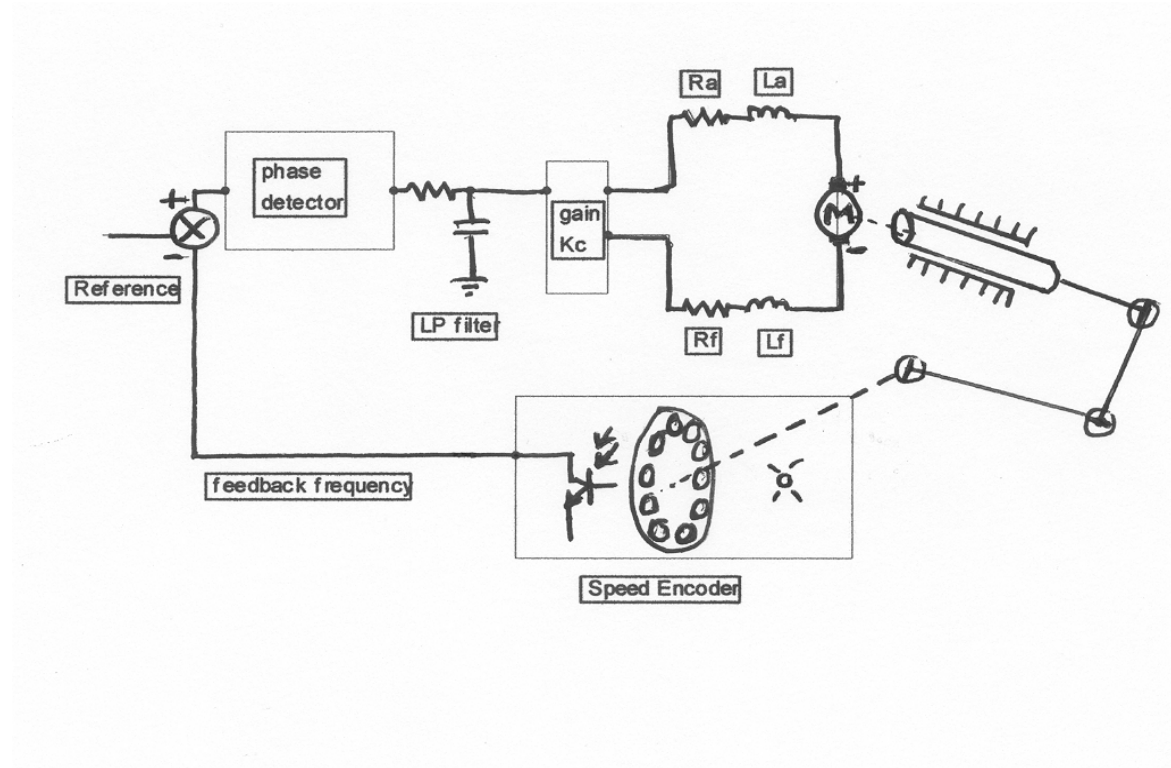 Ra
La
phase
detector
+
gain
Kc
M
+
-
-
Reference
LP filter
Rf
Lf
feedback frequency
Speed Encoder